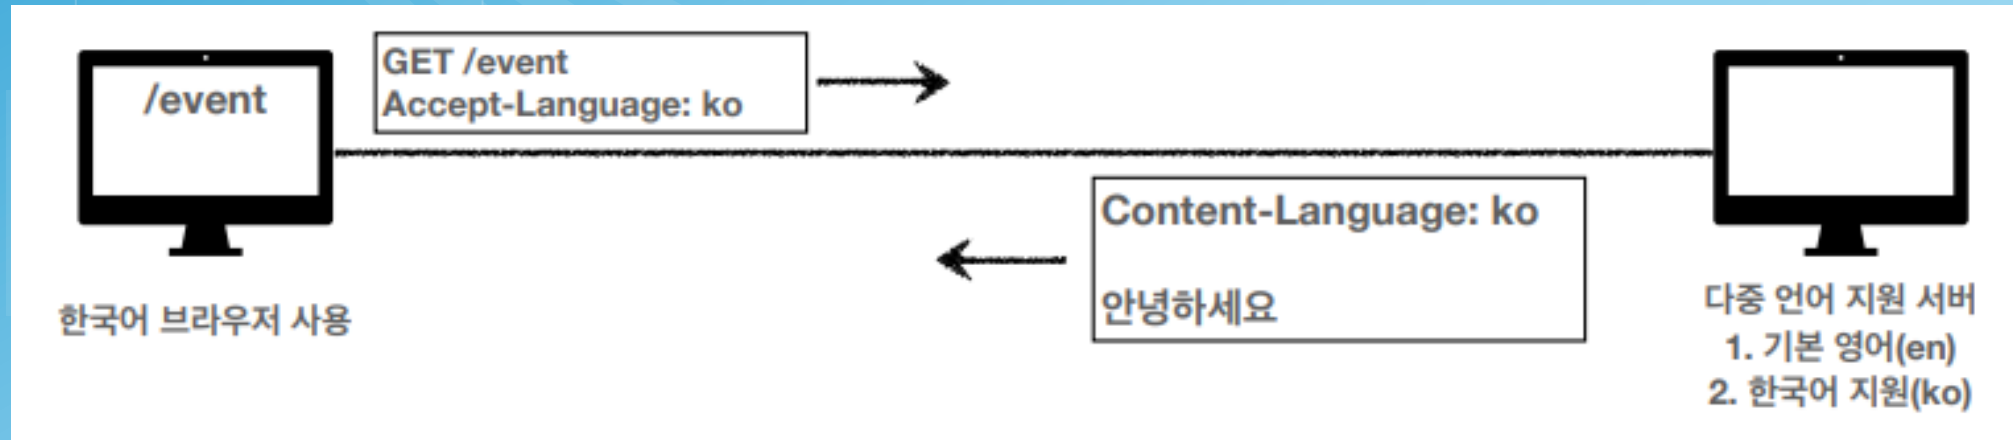 /event
GET /event
Accept-Language: ko
Content-Language: ko
안녕하세요
한국어 브라우저 사용
다중 언어 지원 서버
1. 기본 영어(en)
2. 한국어 지원(ko)